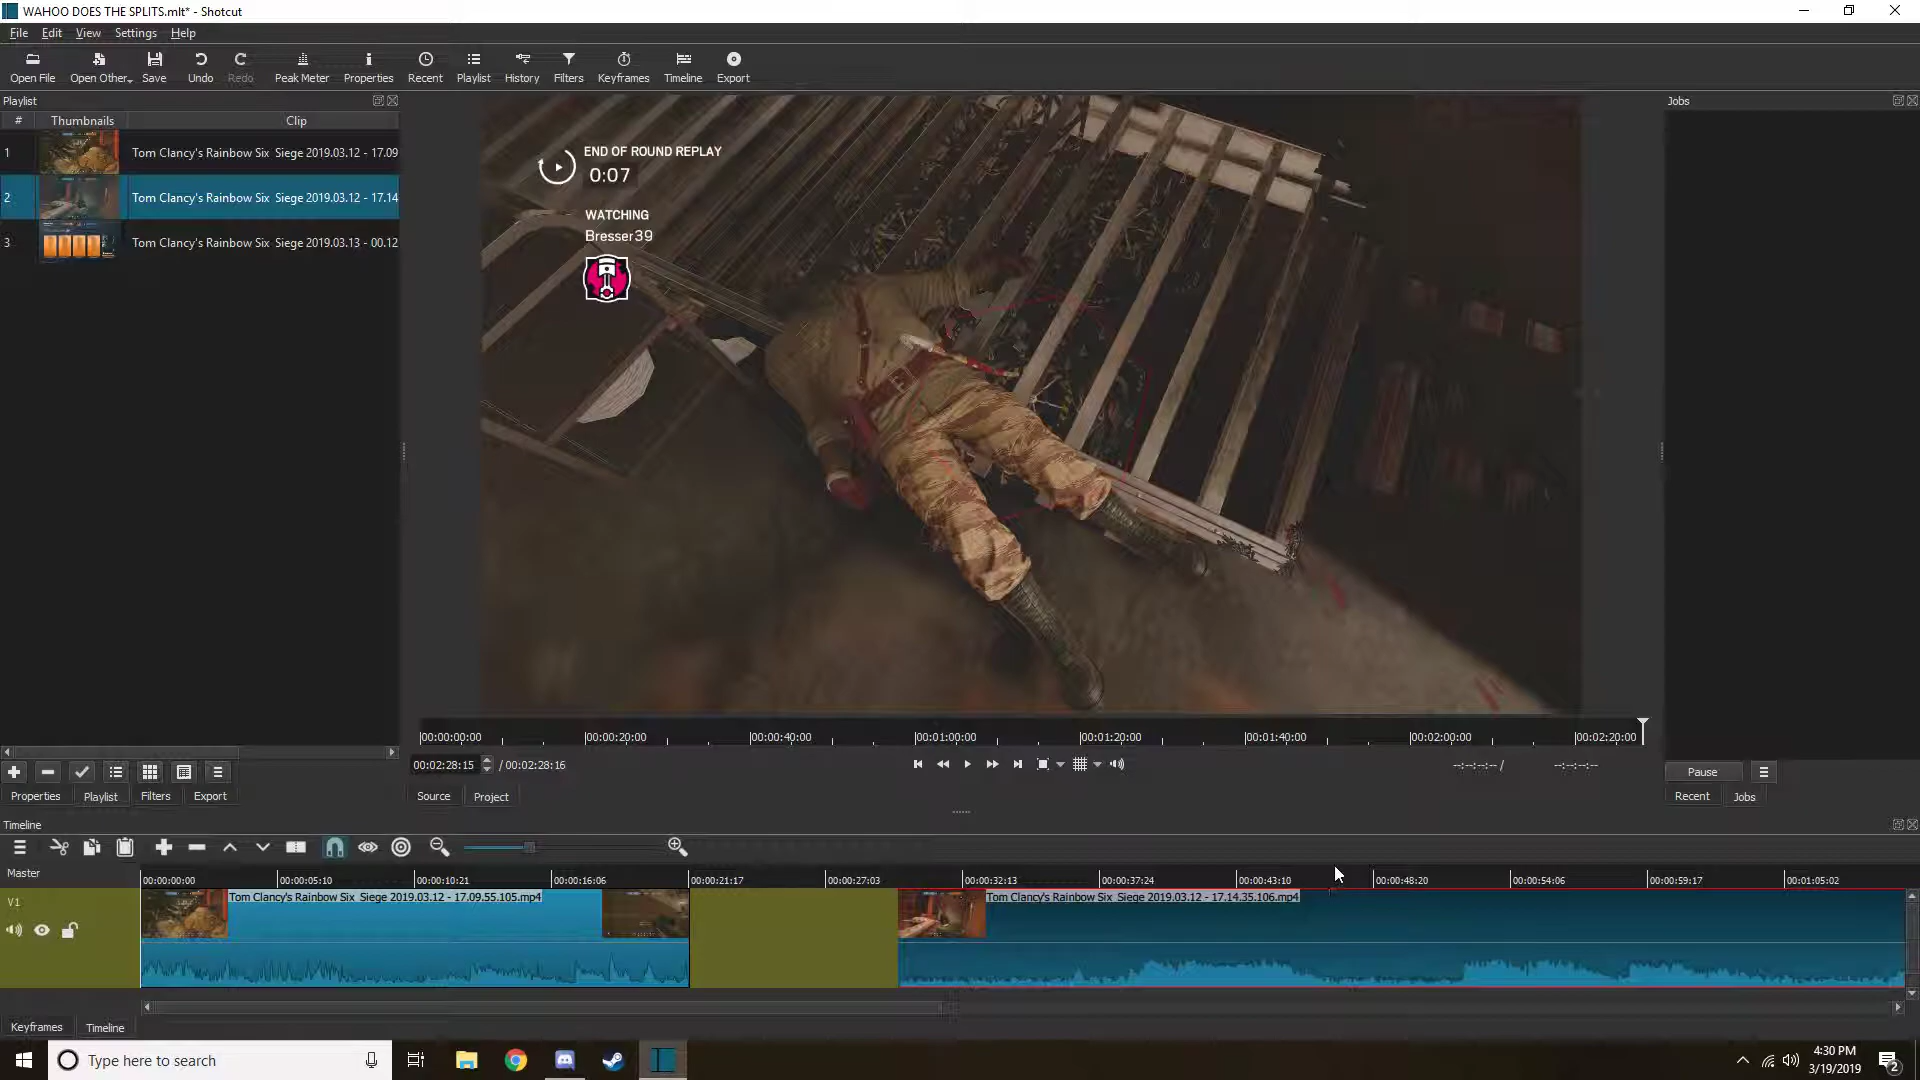 WAHOO DOES THE SPLITS.mlt* - Shotcut
File Edit View Settings Help
Open File Open Other Save Undo Redo Peak Meter Properties Recent Playlist History Filters Keyframes Timeline Export
Playlist
# Thumbnails Clip
1 Tom Clancy's Rainbow Six Siege 2019.03.12 - 17.09
2 Tom Clancy's Rainbow Six Siege 2019.03.12 - 17.14
3 Tom Clancy's Rainbow Six Siege 2019.03.13 - 00.12
END OF ROUND REPLAY
0:07
WATCHING
Bresser39
Jobs
00:00:00:00 00:00:20:00 00:00:40:00 00:01:00:00 00:01:20:00 00:01:40:00 00:02:00:00 00:02:20:00
00:02:28:15 / 00:02:28:16 --:--:--:-- / --:--:--:--
Pause
Properties Playlist Filters Export
Source Project
Recent Jobs
Timeline
Master
00:00:00:00 00:00:05:10 00:00:10:21 00:00:16:06 00:00:21:17 00:00:27:03 00:00:32:13 00:00:37:24 00:00:43:10 00:00:48:20 00:00:54:06 00:00:59:17 00:01:05:02
V1
Tom Clancy's Rainbow Six Siege 2019.03.12 - 17.09.55.105.mp4
Tom Clancy's Rainbow Six Siege 2019.03.12 - 17.14.35.106.mp4
Keyframes Timeline
Type here to search
4:30 PM
3/19/2019
2